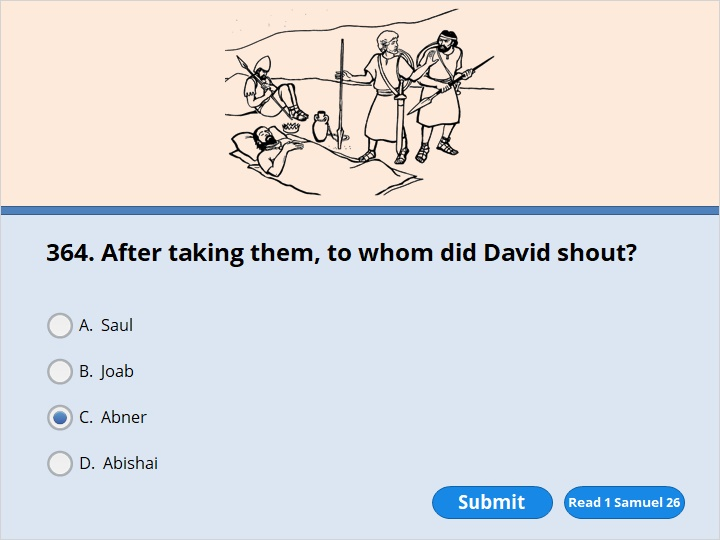 364. After taking them, to whom did David shout?
A. Saul
B. Joab
C. Abner
D. Abishai
Submit
Read 1 Samuel 26